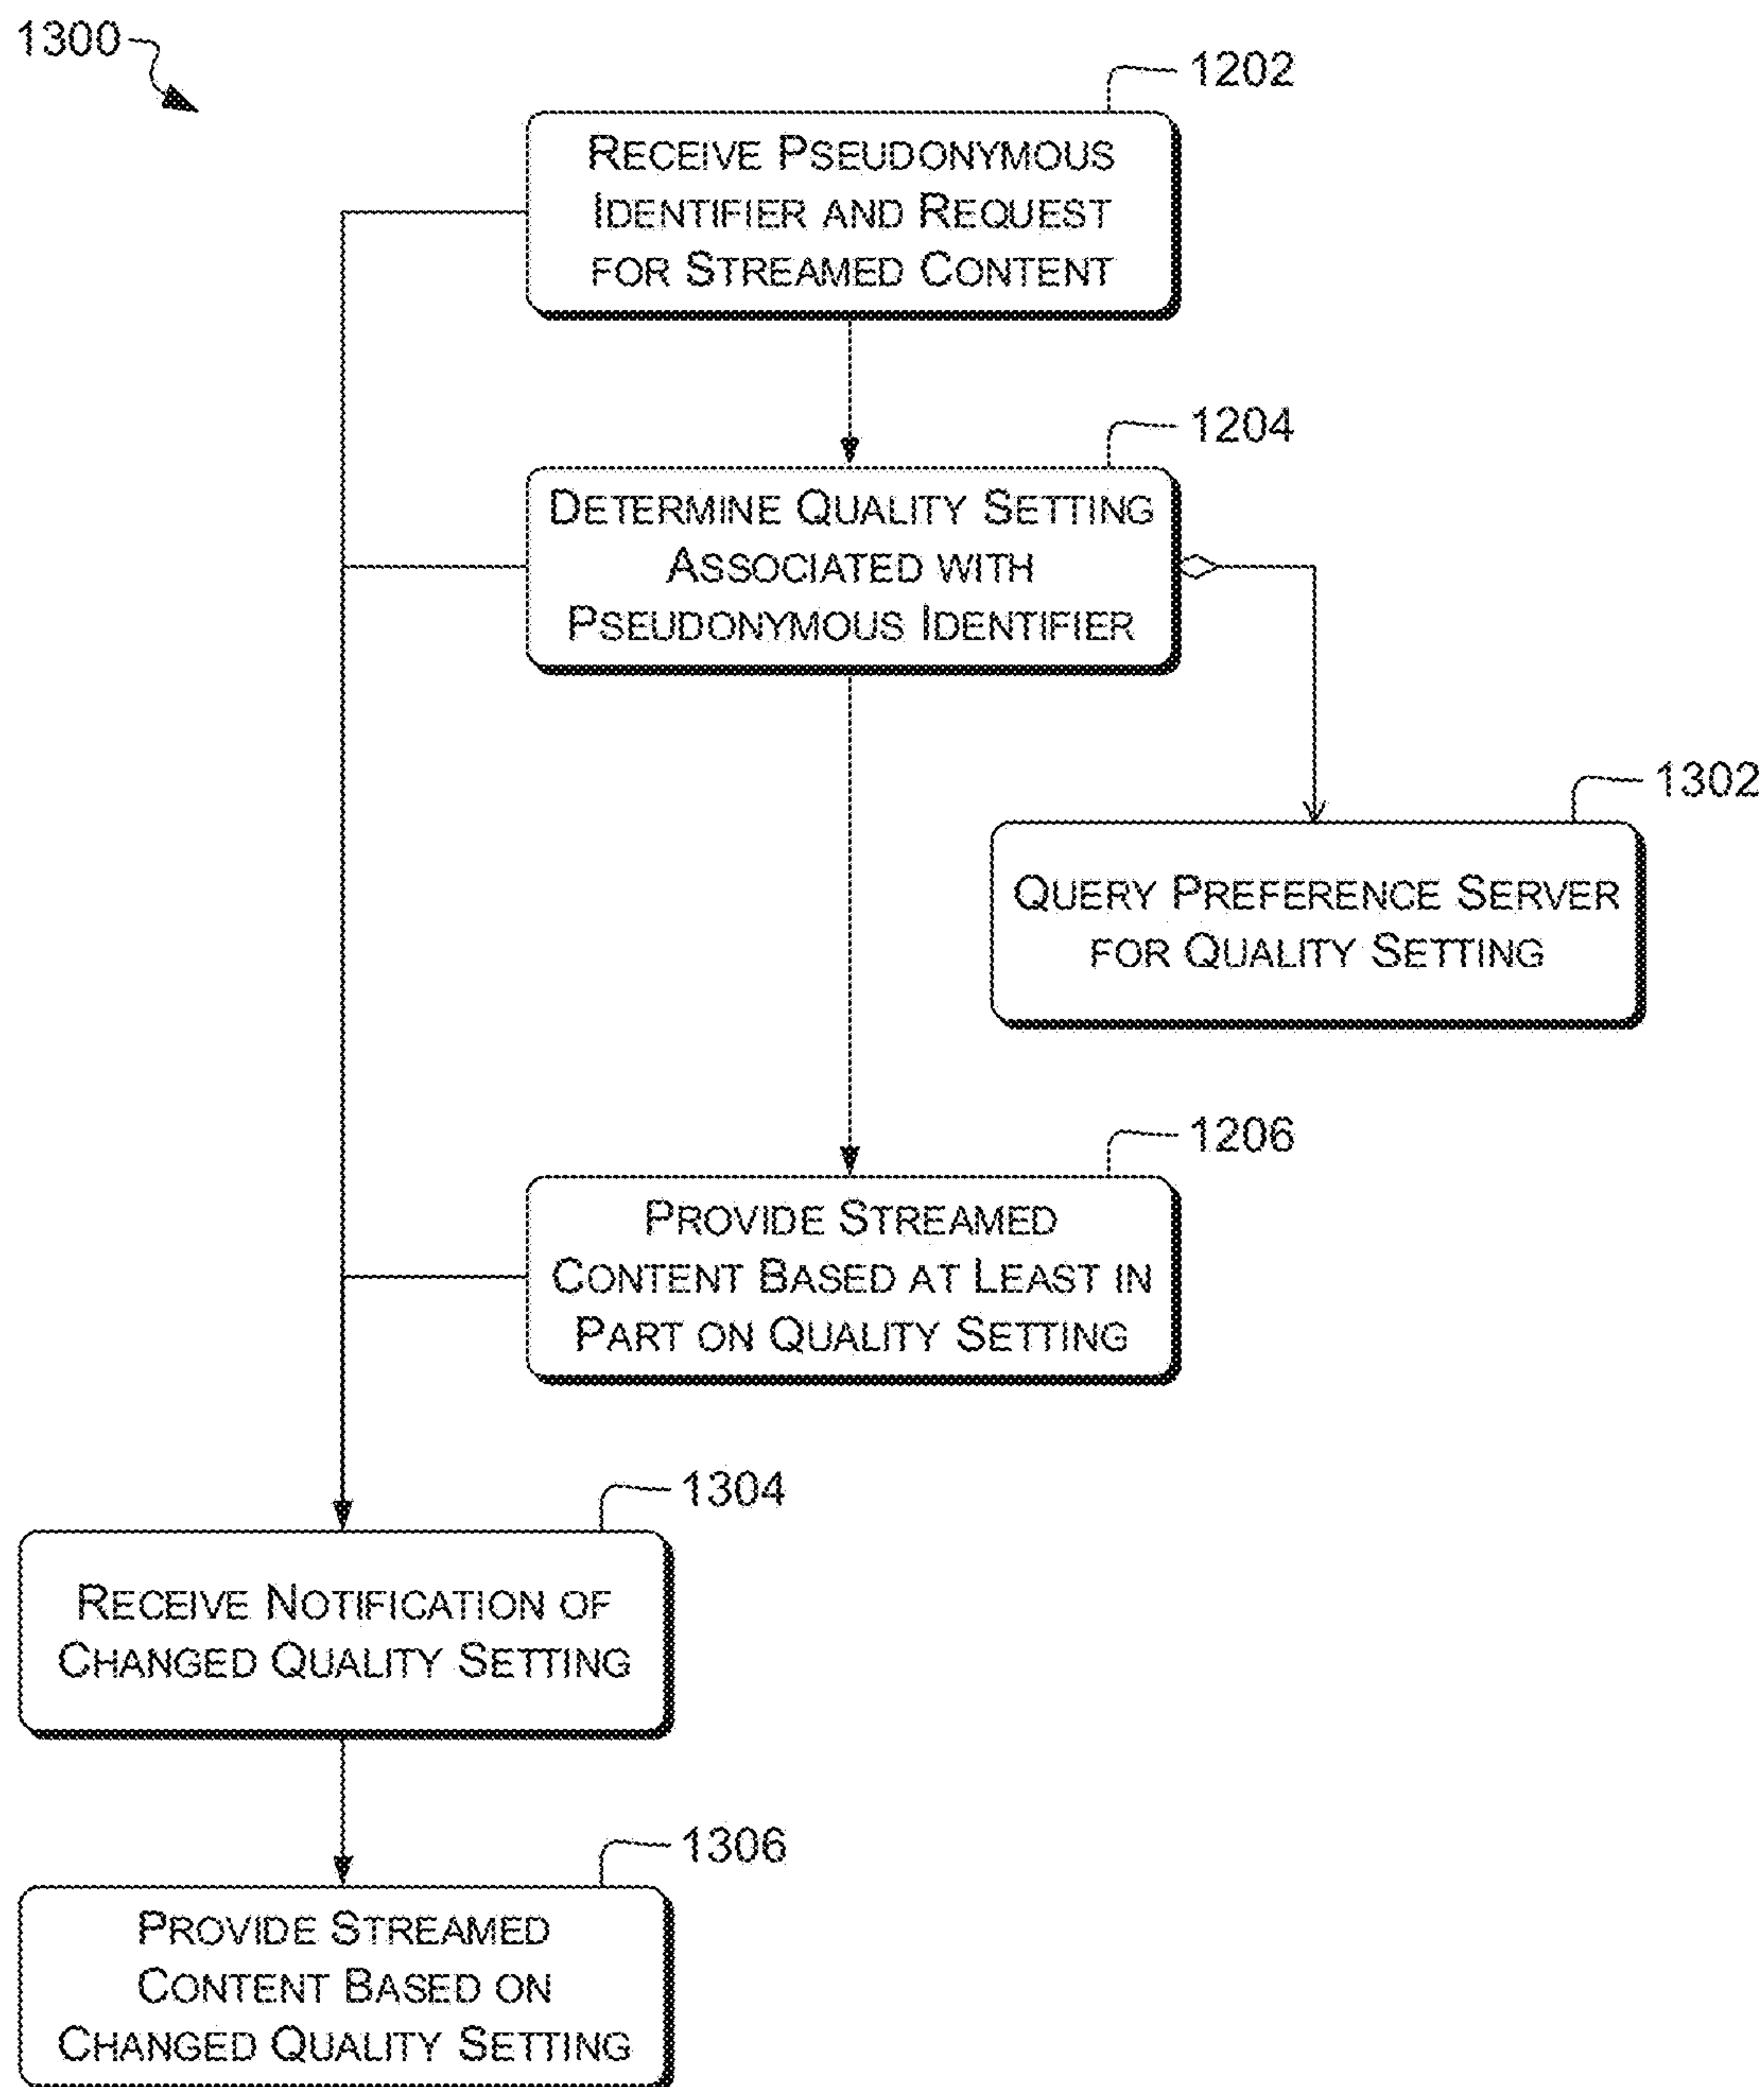 1300
1202
RECEIVE PSEUDONYMOUS
IDENTIFIER AND REQUEST
FOR STREAMED CONTENT
1204
DETERMINE QUALITY SETTING
ASSOCIATED WITH
PSEUDONYMOUS IDENTIFIER
1302
QUERY PREFERENCE SERVER
FOR QUALITY SETTING
1206
PROVIDE STREAMED
CONTENT BASED AT LEAST IN
PART ON QUALITY SETTING
1304
RECEIVE NOTIFICATION OF
CHANGED QUALITY SETTING
1306
PROVIDE STREAMED
CONTENT BASED ON
CHANGED QUALITY SETTING